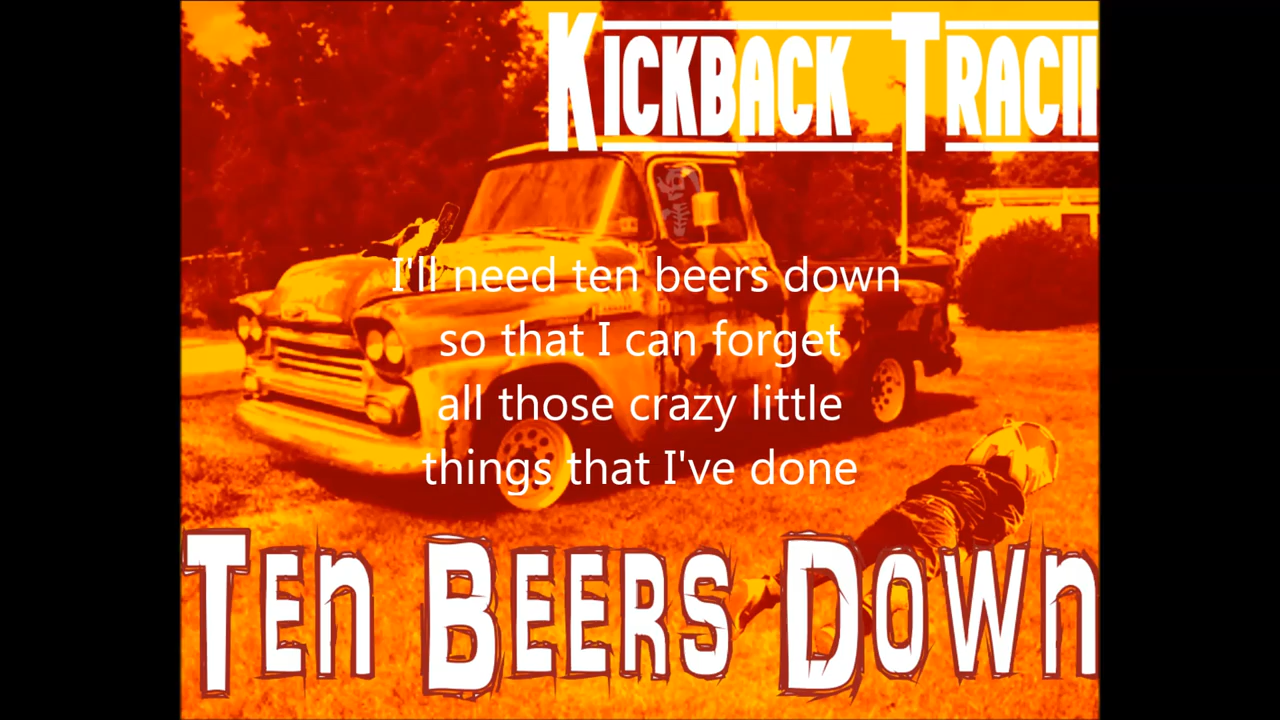 KICKBACK TRACII
I'll need ten beers down
so that I can forget
all those crazy little
things that I've done
TEN BEERS DOWN